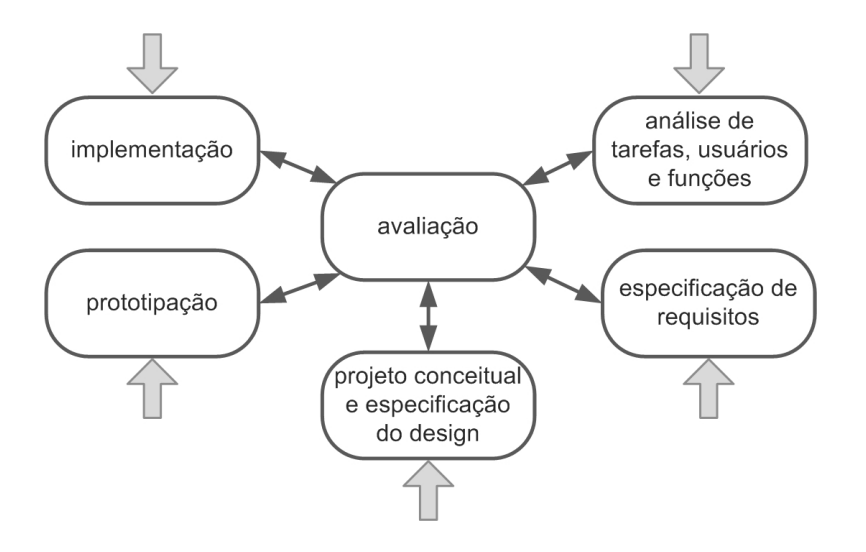 implementação
análise de
tarefas, usuários
e funções
avaliação
prototipação
especificação de
requisitos
projeto conceitual
e especificação
do design